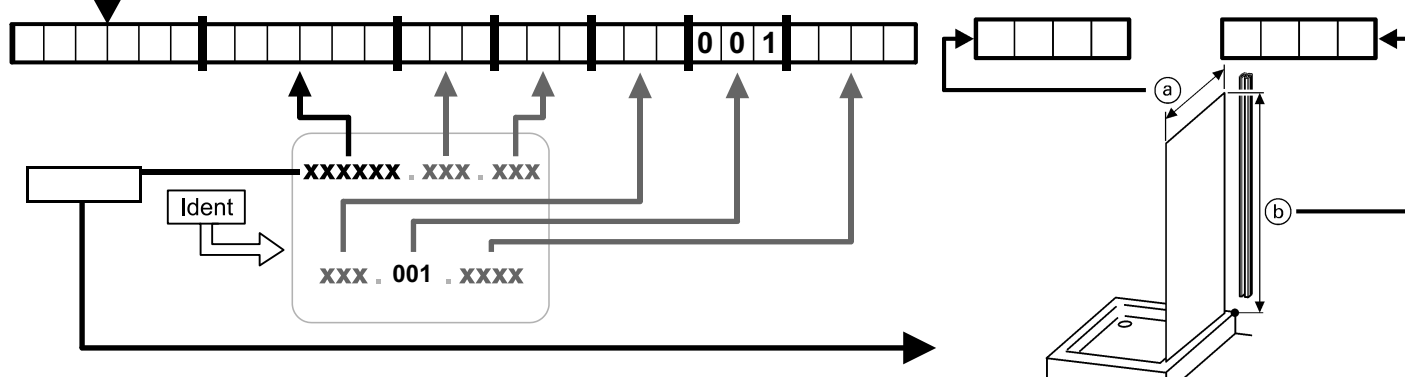 0 0 1
a
xxxxxx . xxx . xxx
Ident
b
xxx . 001 . xxxx